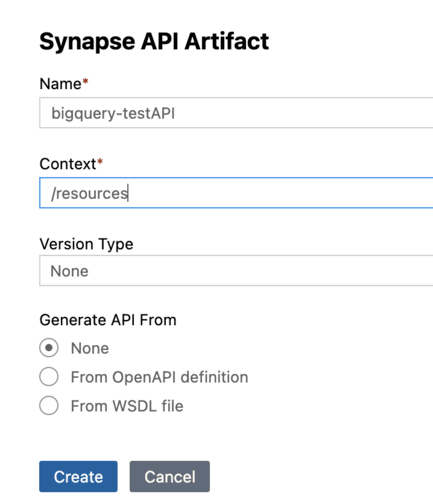 Synapse API Artifact
Name*
bigquery-testAPI
Context*
/resources
Version Type
None
Generate API From
None
From OpenAPI definition
From WSDL file
Create Cancel